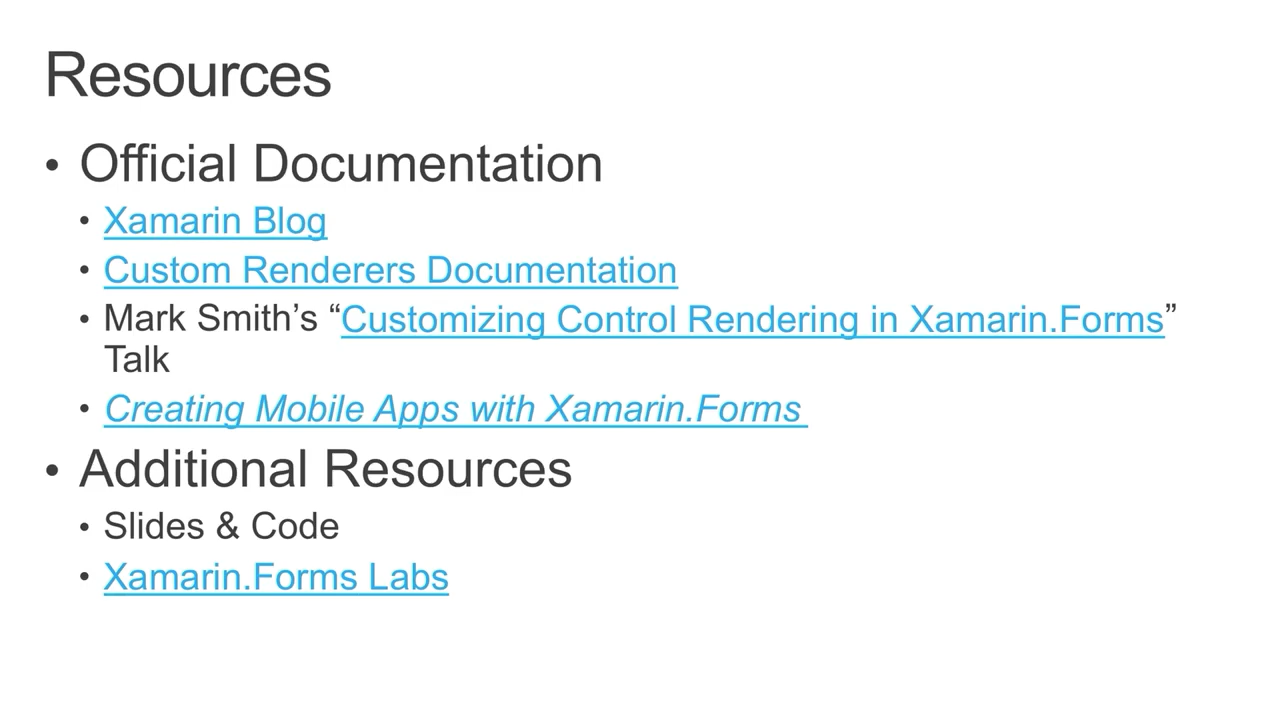 Resources
• Official Documentation
• Xamarin Blog
• Custom Renderers Documentation
• Mark Smith’s “Customizing Control Rendering in Xamarin.Forms”
Talk
• Creating Mobile Apps with Xamarin.Forms
• Additional Resources
• Slides & Code
• Xamarin.Forms Labs